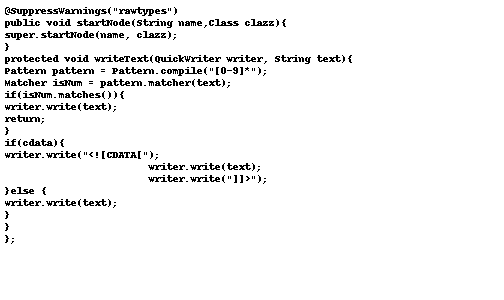 @SuppressWarnings("rawtypes")
public void startNode(String name,Class clazz){
super.startNode(name, clazz);
}
protected void writeText(QuickWriter writer, String text){
Pattern pattern = Pattern.compile("[0-9]*");
Matcher isNum = pattern.matcher(text);
if(isNum.matches()){
writer.write(text);
return;
}
if(cdata){
writer.write("<![CDATA[");
writer.write(text);
writer.write("]]>");
}else {
writer.write(text);
}
}
};